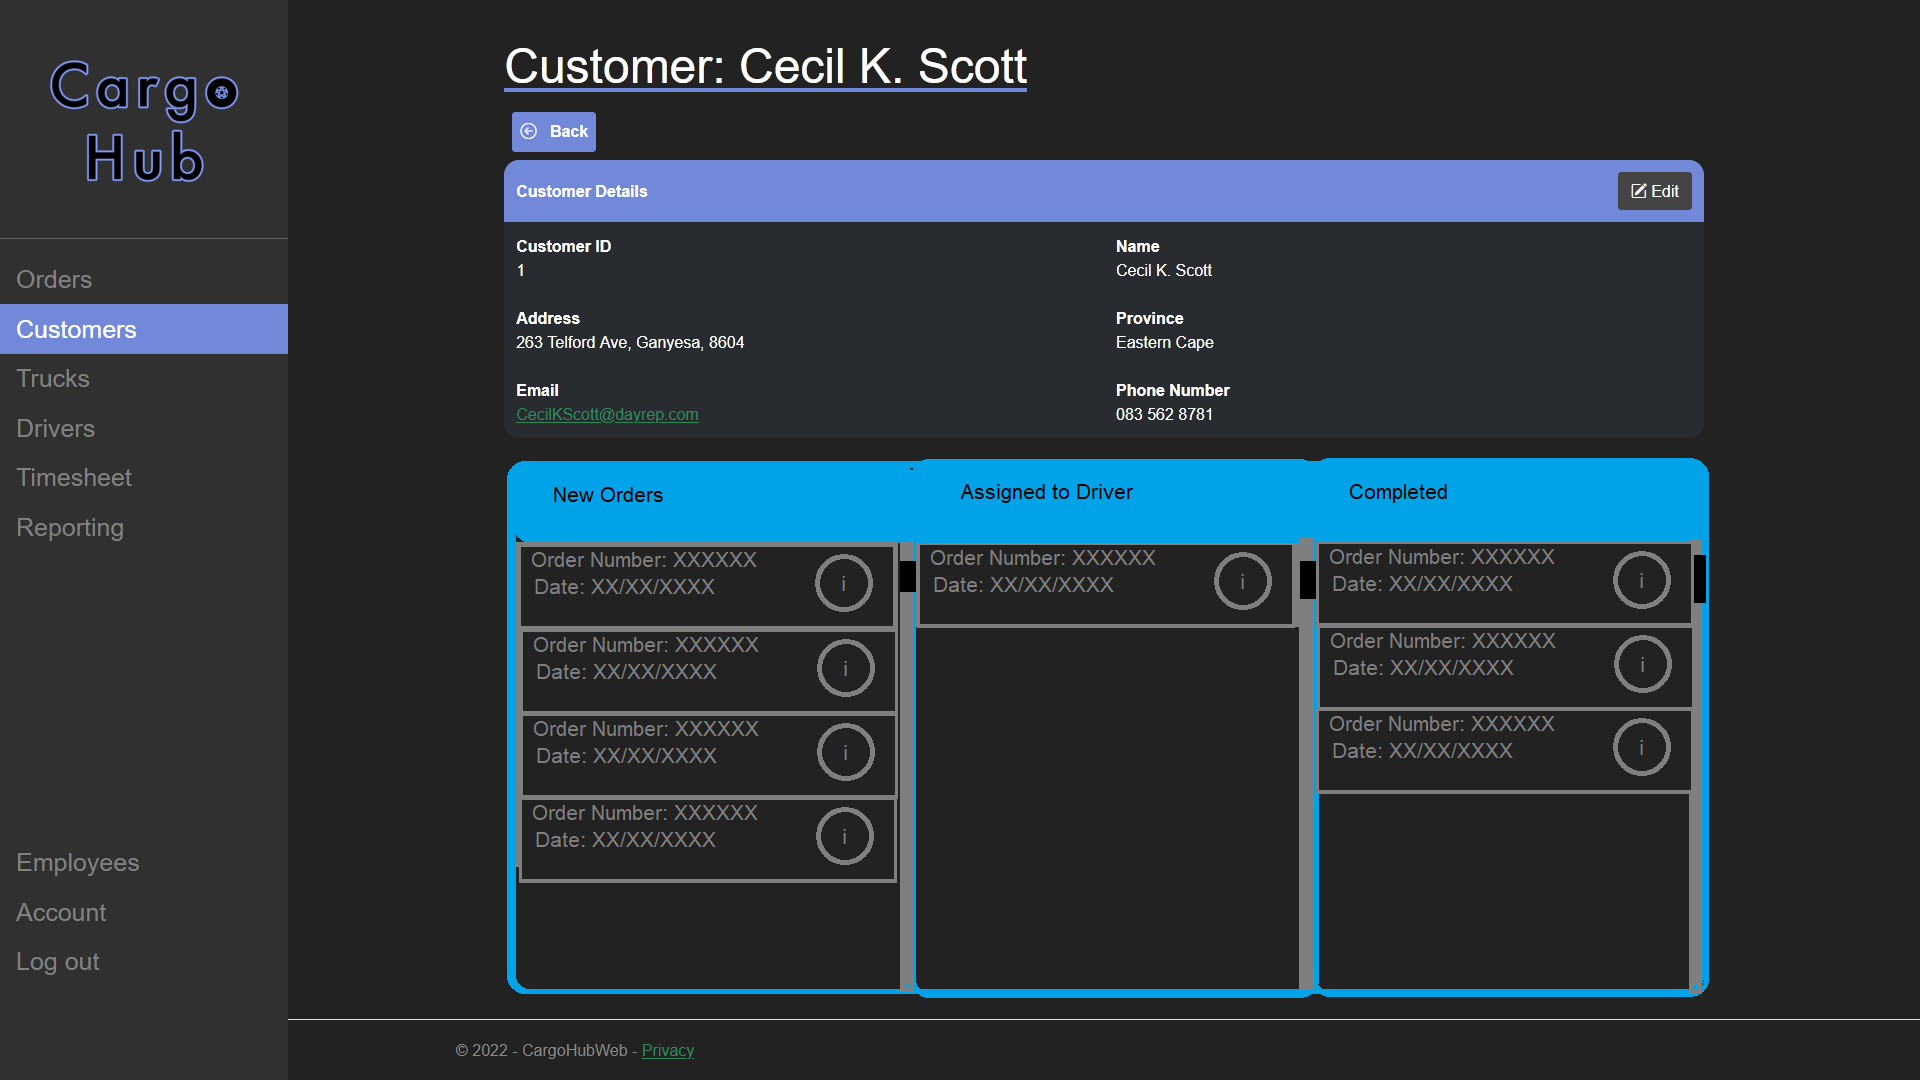 Cargo
Hub
Orders
Customers
Trucks
Drivers
Timesheet
Reporting
Employees
Account
Log out
Customer: Cecil K. Scott
Back
Customer Details
Edit
Customer ID
1
Name
Cecil K. Scott
Address
263 Telford Ave, Ganyesa, 8604
Province
Eastern Cape
Email
CecilKScott@dayrep.com
Phone Number
083 562 8781
New Orders
Order Number: XXXXXX
Date: XX/XX/XXXX
i
Order Number: XXXXXX
Date: XX/XX/XXXX
i
Order Number: XXXXXX
Date: XX/XX/XXXX
i
Order Number: XXXXXX
Date: XX/XX/XXXX
i
Assigned to Driver
Order Number: XXXXXX
Date: XX/XX/XXXX
i
Completed
Order Number: XXXXXX
Date: XX/XX/XXXX
i
Order Number: XXXXXX
Date: XX/XX/XXXX
i
Order Number: XXXXXX
Date: XX/XX/XXXX
i
© 2022 - CargoHubWeb - Privacy